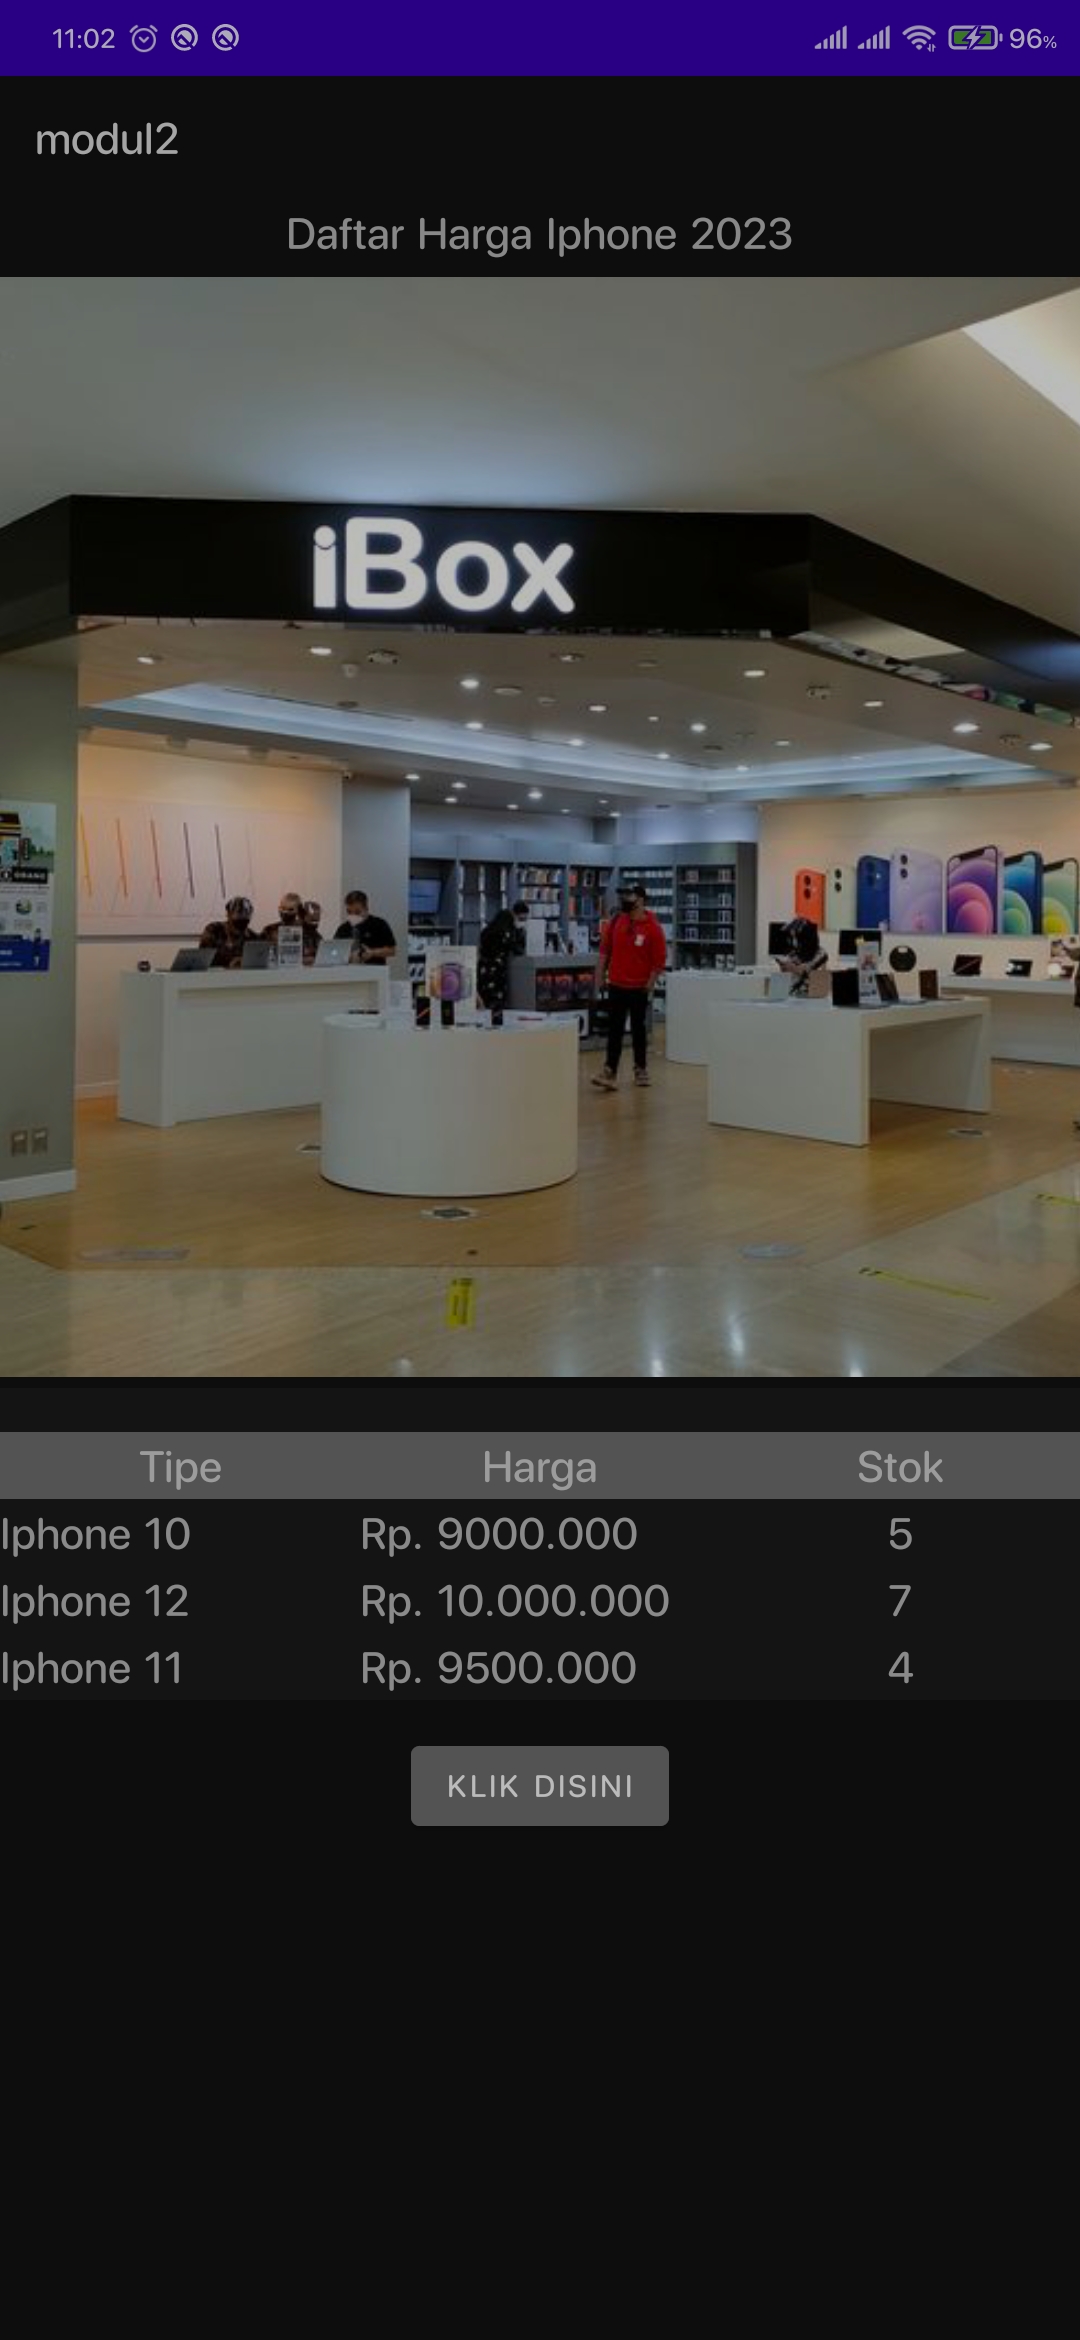 11:02 96%
modul2
Daftar Harga Iphone 2023
iBox
Tipe Harga Stok
Iphone 10 Rp. 9000.000 5
Iphone 12 Rp. 10.000.000 7
Iphone 11 Rp. 9500.000 4
KLIK DISINI